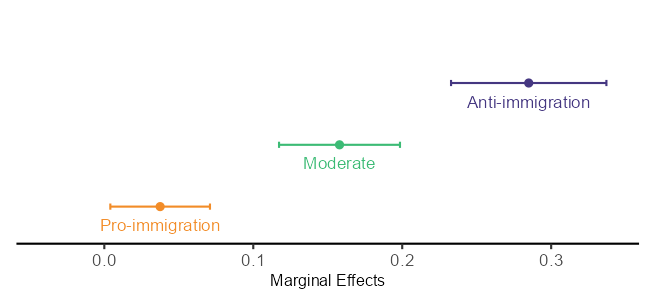 Anti-immigration
Moderate
Pro-immigration
0.0 0.1 0.2 0.3
Marginal Effects